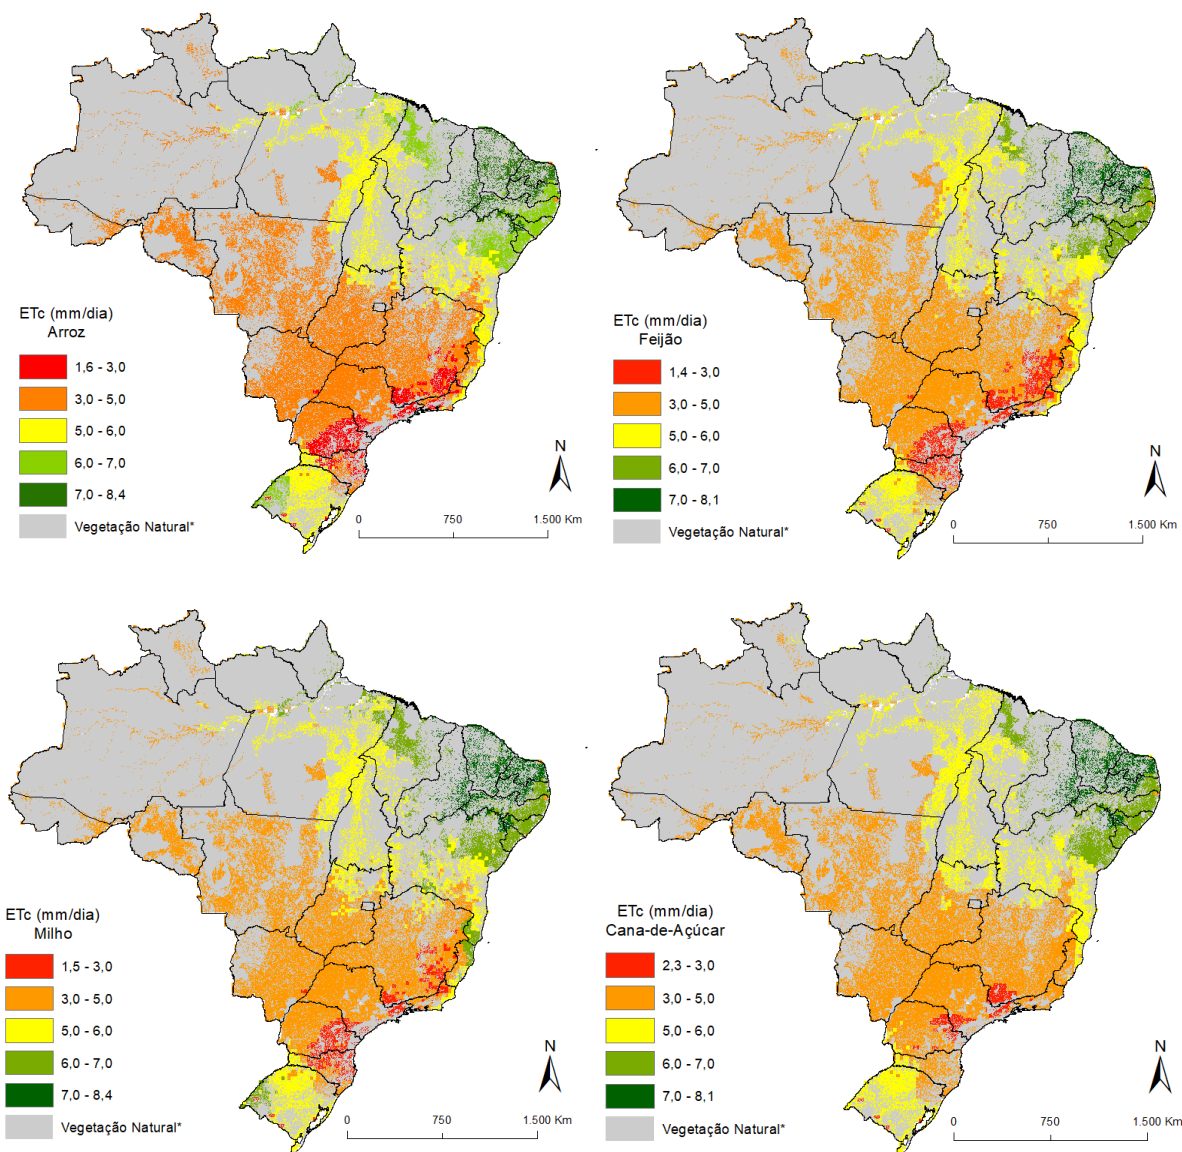 ETc (mm/dia)
Arroz
1,6 - 3,0
3,0 - 5,0
5,0 - 6,0
6,0 - 7,0
7,0 - 8,4
Vegetação Natural*
N
0 750 1.500 Km
ETc (mm/dia)
Feijão
1,4 - 3,0
3,0 - 5,0
5,0 - 6,0
6,0 - 7,0
7,0 - 8,1
Vegetação Natural*
N
0 750 1.500 Km
ETc (mm/dia)
Milho
1,5 - 3,0
3,0 - 5,0
5,0 - 6,0
6,0 - 7,0
7,0 - 8,4
Vegetação Natural*
N
0 750 1.500 Km
ETc (mm/dia)
Cana-de-Açúcar
2,3 - 3,0
3,0 - 5,0
5,0 - 6,0
6,0 - 7,0
7,0 - 8,1
Vegetação Natural*
N
0 750 1.500 Km